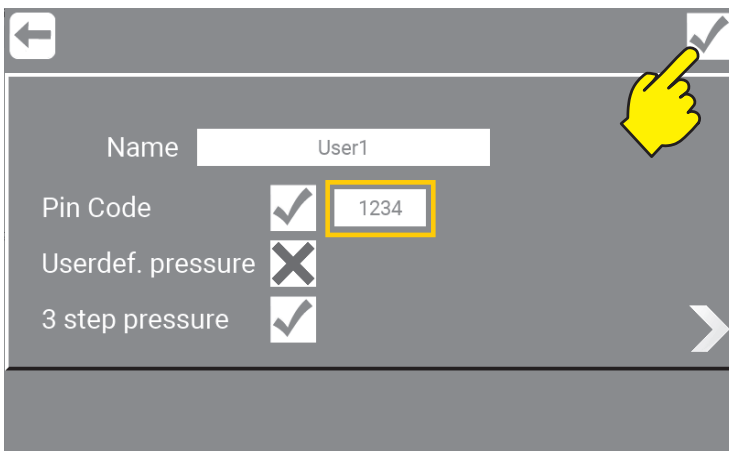 Name User1
Pin Code 1234
Userdef. pressure
3 step pressure